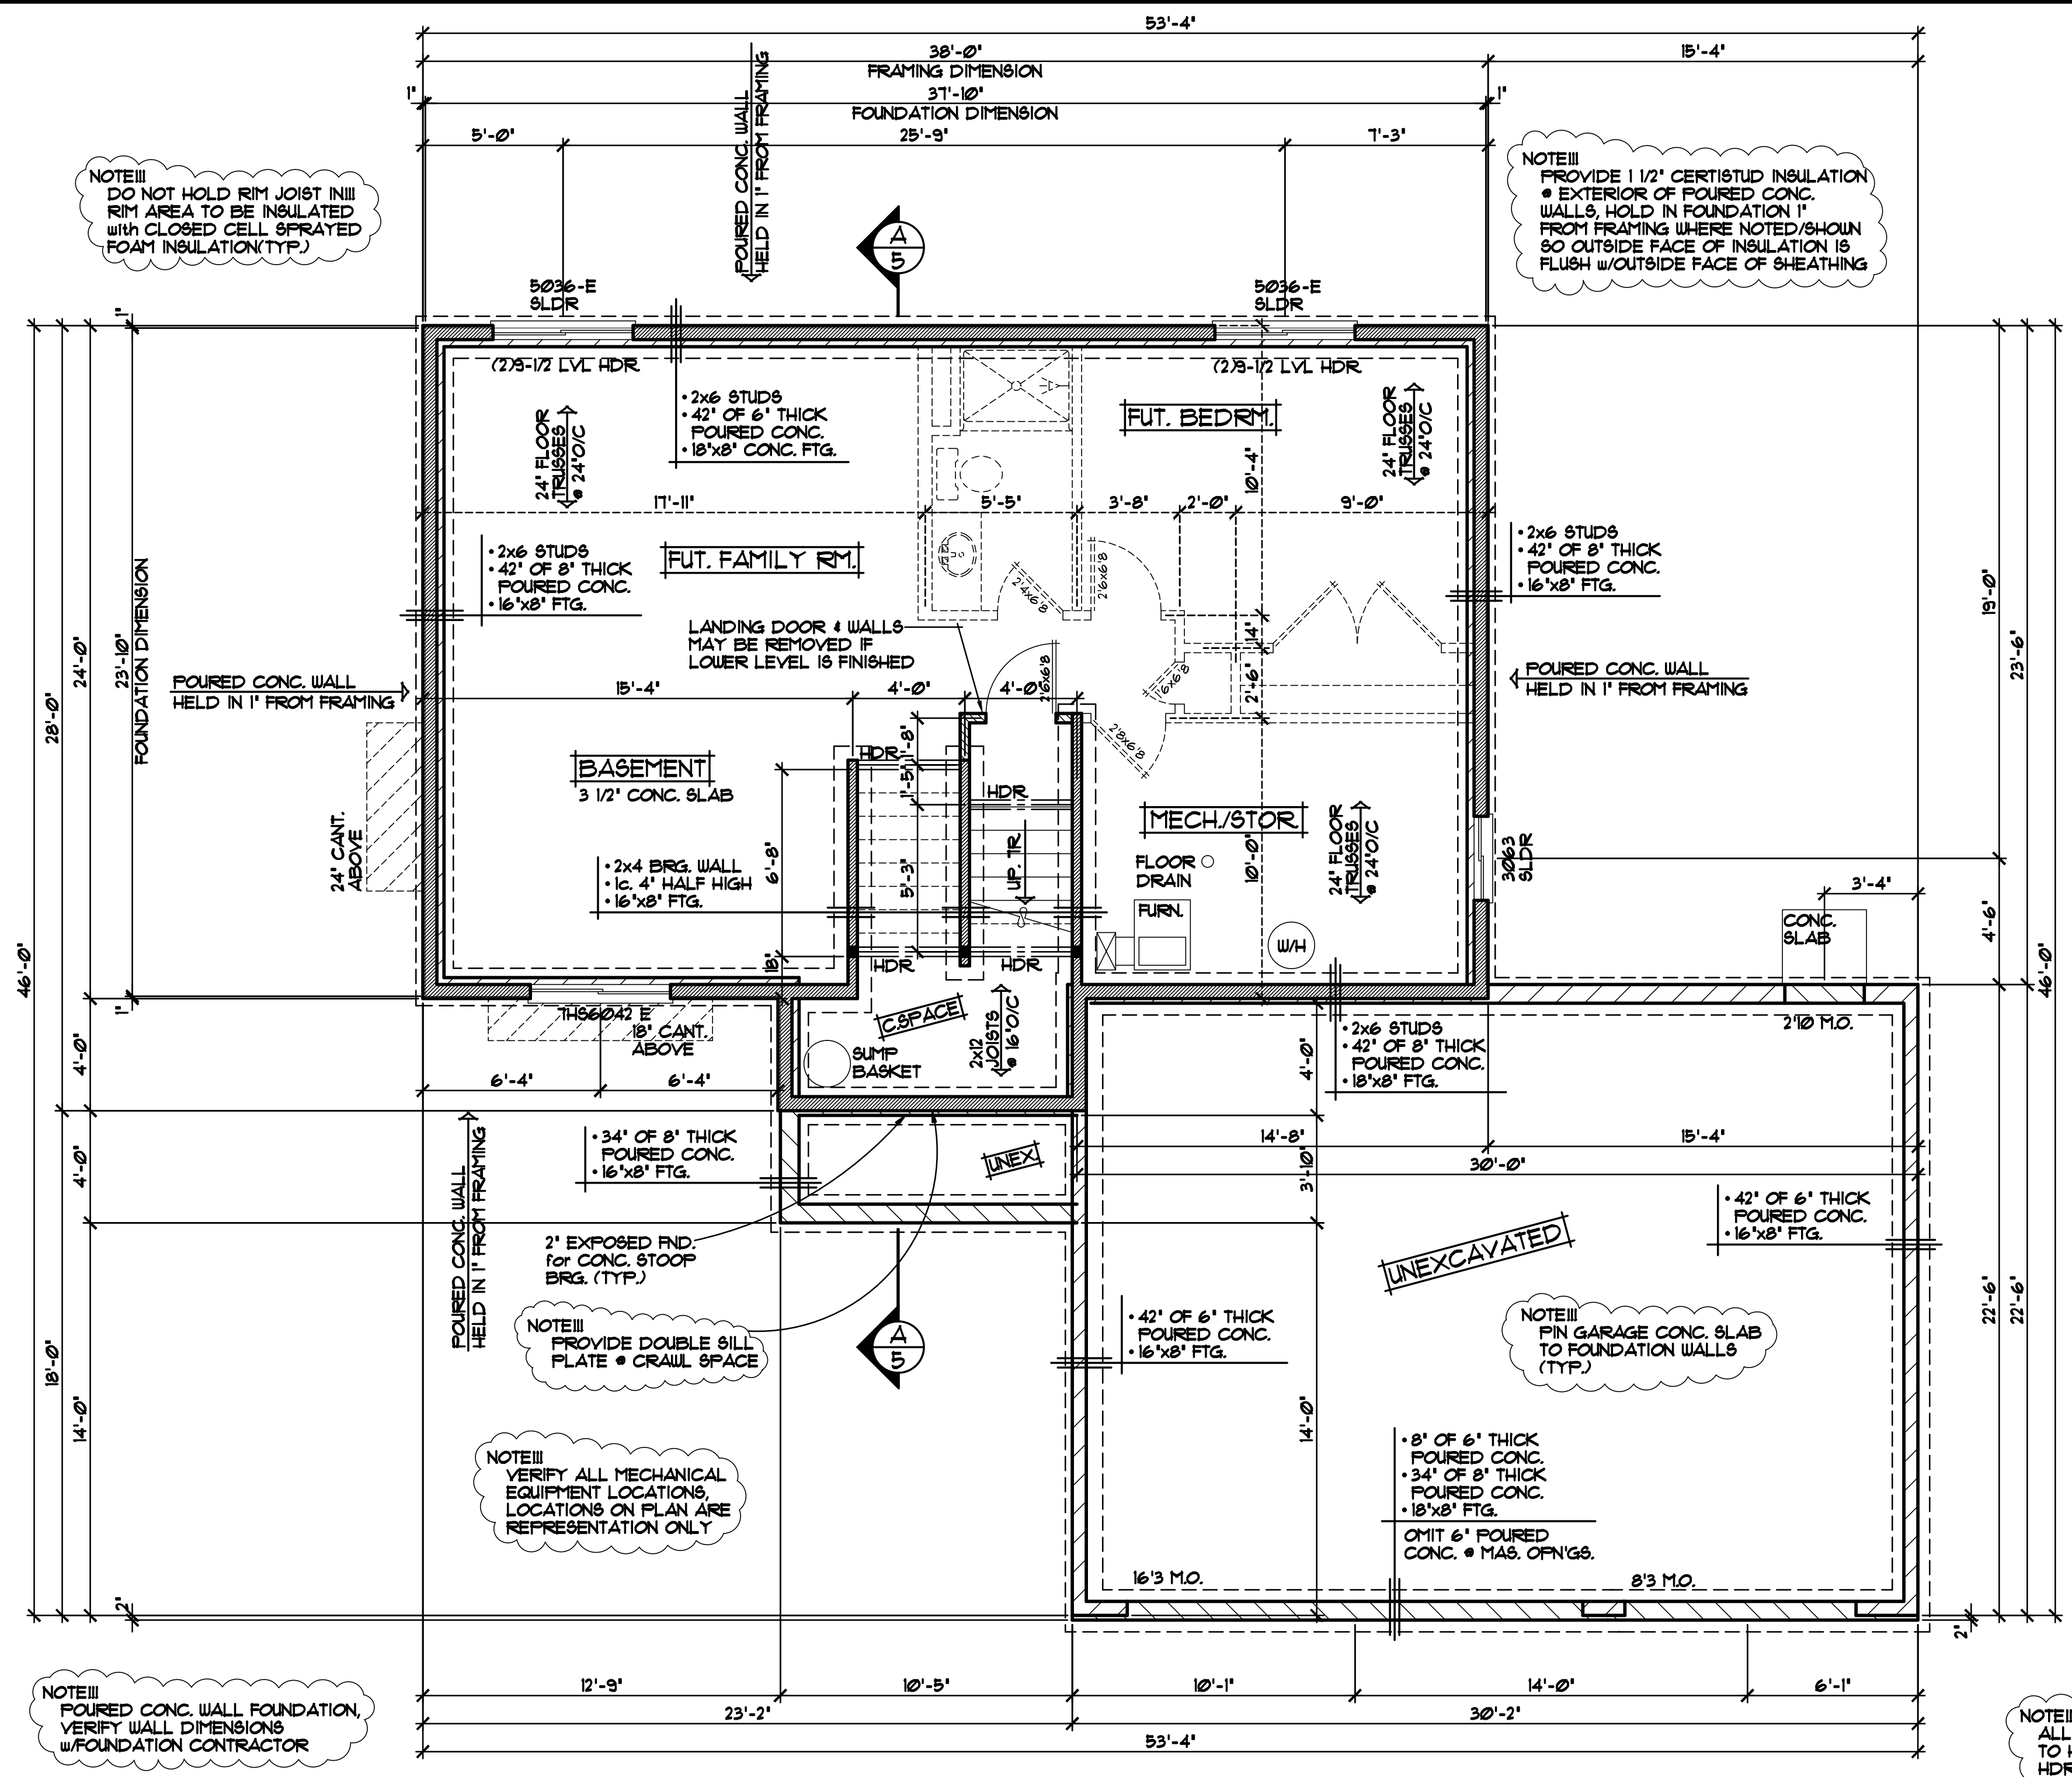 53'-4"
38'-0"
FRAMING DIMENSION
15'-4"
1"
37'-10"
FOUNDATION DIMENSION
1"
5'-0"
25'-9"
7'-3"
POURED CONC. WALL
HELD IN 1" FROM FRAMING
NOTE!!!
DO NOT HOLD RIM JOIST IN!!!
RIM AREA TO BE INSULATED
with CLOSED CELL SPRAYED
FOAM INSULATION(TYP.)
A
5
NOTE!!!
PROVIDE 1 1/2" CERTISTUD INSULATION
@ EXTERIOR OF POURED CONC.
WALLS, HOLD IN FOUNDATION 1"
FROM FRAMING WHERE NOTED/SHOWN
SO OUTSIDE FACE OF INSULATION IS
FLUSH w/OUTSIDE FACE OF SHEATHING
5036-E
SLDR
5036-E
SLDR
(2)9-1/2 LVL HDR.
(2)9-1/2 LVL HDR.
24" FLOOR
TRUSSES
@ 24"O/C
• 2x6 STUDS
• 42" OF 6" THICK
POURED CONC.
• 18"x8" CONC. FTG.
FUT. BEDRM.
24" FLOOR
TRUSSES
@ 24"O/C
10'-4"
17'-11"
5'-5"
3'-8"
2'-0"
9'-0"
• 2x6 STUDS
• 42" OF 8" THICK
POURED CONC.
• 16"x8" FTG.
FUT. FAMILY RM.
2'4x6'8
2'6x6'8
• 2x6 STUDS
• 42" OF 8" THICK
POURED CONC.
• 16"x8" FTG.
LANDING DOOR & WALLS
MAY BE REMOVED IF
LOWER LEVEL IS FINISHED
14"
POURED CONC. WALL
HELD IN 1" FROM FRAMING
POURED CONC. WALL
HELD IN 1" FROM FRAMING
15'-4"
4'-0"
4'-0"
2'6x6'8
2'-6"
1'-8"
2'8x6'8
HDR.
1'-5"
BASEMENT
3 1/2" CONC. SLAB
HDR.
MECH./STOR.
24" CANT.
ABOVE
6'-8"
• 2x4 BRG. WALL
• 1c. 4" HALF HIGH
• 16"x8" FTG.
5'-3"
UP. TR.
FLOOR
DRAIN
10'-0"
24" FLOOR
TRUSSES
@ 24"O/C
3063
SLDR
FURN.
W/H
3'-4"
CONC.
SLAB
18"
HDR.
HDR.
THS6042 E
18" CANT.
ABOVE
C.SPACE
SUMP
BASKET
2x12
JOISTS
@ 16"O/C
• 2x6 STUDS
• 42" OF 8" THICK
POURED CONC.
• 18"x8" FTG.
2'10 M.O.
6'-4"
6'-4"
4'-0"
• 34" OF 8" THICK
POURED CONC.
• 16"x8" FTG.
UNEX.
3'-10"
14'-8"
15'-4"
30'-0"
POURED CONC. WALL
HELD IN 1" FROM FRAMING
2" EXPOSED FND.
for CONC. STOOP
BRG. (TYP.)
• 42" OF 6" THICK
POURED CONC.
• 16"x8" FTG.
UNEXCAVATED
NOTE!!!
PROVIDE DOUBLE SILL
PLATE @ CRAWL SPACE
A
5
• 42" OF 6" THICK
POURED CONC.
• 16"x8" FTG.
NOTE!!!
PIN GARAGE CONC. SLAB
TO FOUNDATION WALLS
(TYP.)
14'-0"
NOTE!!!
VERIFY ALL MECHANICAL
EQUIPMENT LOCATIONS,
LOCATIONS ON PLAN ARE
REPRESENTATION ONLY
• 8" OF 6" THICK
POURED CONC.
• 34" OF 8" THICK
POURED CONC.
• 18"x8" FTG.
OMIT 6" POURED
CONC. @ MAS. OPN'GS.
16'3 M.O.
8'3 M.O.
46'-0"
28'-0"
18'-0"
24'-0"
4'-0"
4'-0"
14'-0"
1"
23'-10"
FOUNDATION DIMENSION
1"
2"
19'-0"
4'-6"
22'-6"
23'-6"
22'-6"
46'-0"
2"
12'-9"
10'-5"
10'-1"
14'-0"
6'-1"
23'-2"
30'-2"
53'-4"
NOTE!!!
POURED CONC. WALL FOUNDATION,
VERIFY WALL DIMENSIONS
w/FOUNDATION CONTRACTOR
NOTE!!!
ALL
TO
HDR